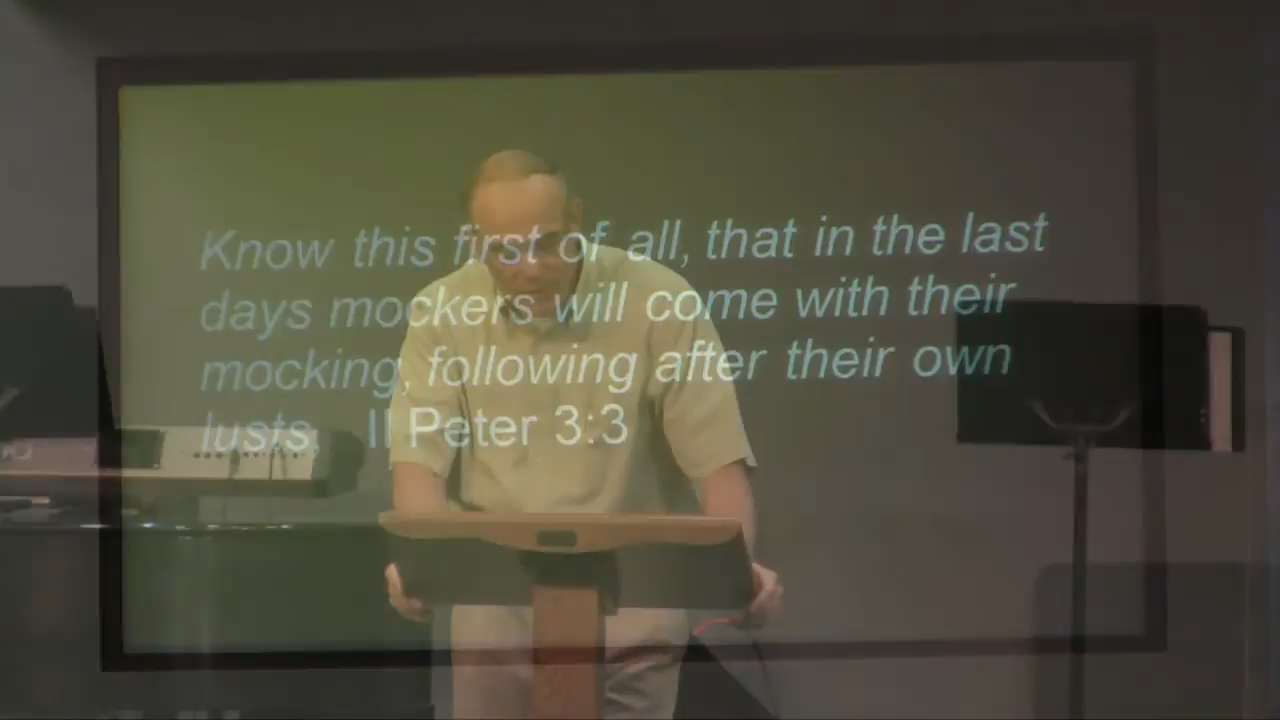 Know this first of all, that in the last
days mockers will come with their
mocking, following after their own
lusts, II Peter 3:3